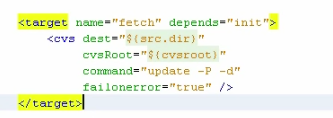 <target name="fetch" depends="init">
<cvs dest="${src.dir}"
cvsRoot="${cvsroot}"
command="update -P -d"
failonerror="true" />
</target>